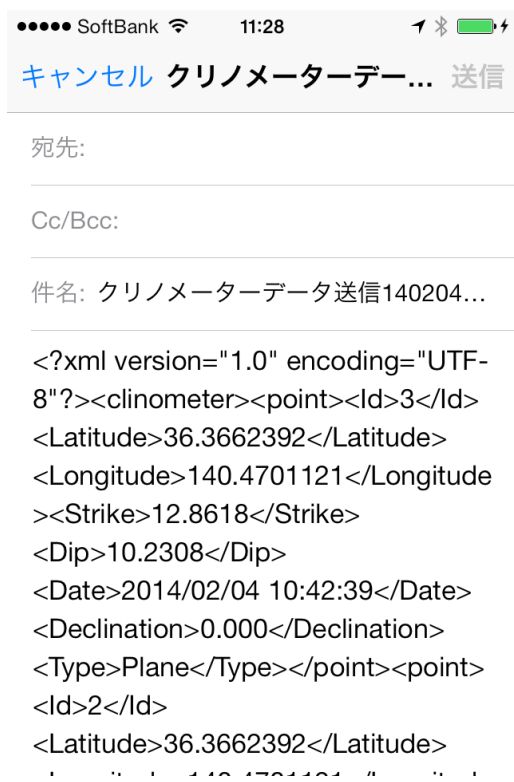 SoftBank 11:28
キャンセル クリノメーターデー... 送信
宛先:
Cc/Bcc:
件名: クリノメーターデータ送信140204...
<?xml version="1.0" encoding="UTF-
8"?><clinometer><point><Id>3</Id>
<Latitude>36.3662392</Latitude>
<Longitude>140.4701121</Longitude
><Strike>12.8618</Strike>
<Dip>10.2308</Dip>
<Date>2014/02/04 10:42:39</Date>
<Declination>0.000</Declination>
<Type>Plane</Type></point><point>
<Id>2</Id>
<Latitude>36.3662392</Latitude>